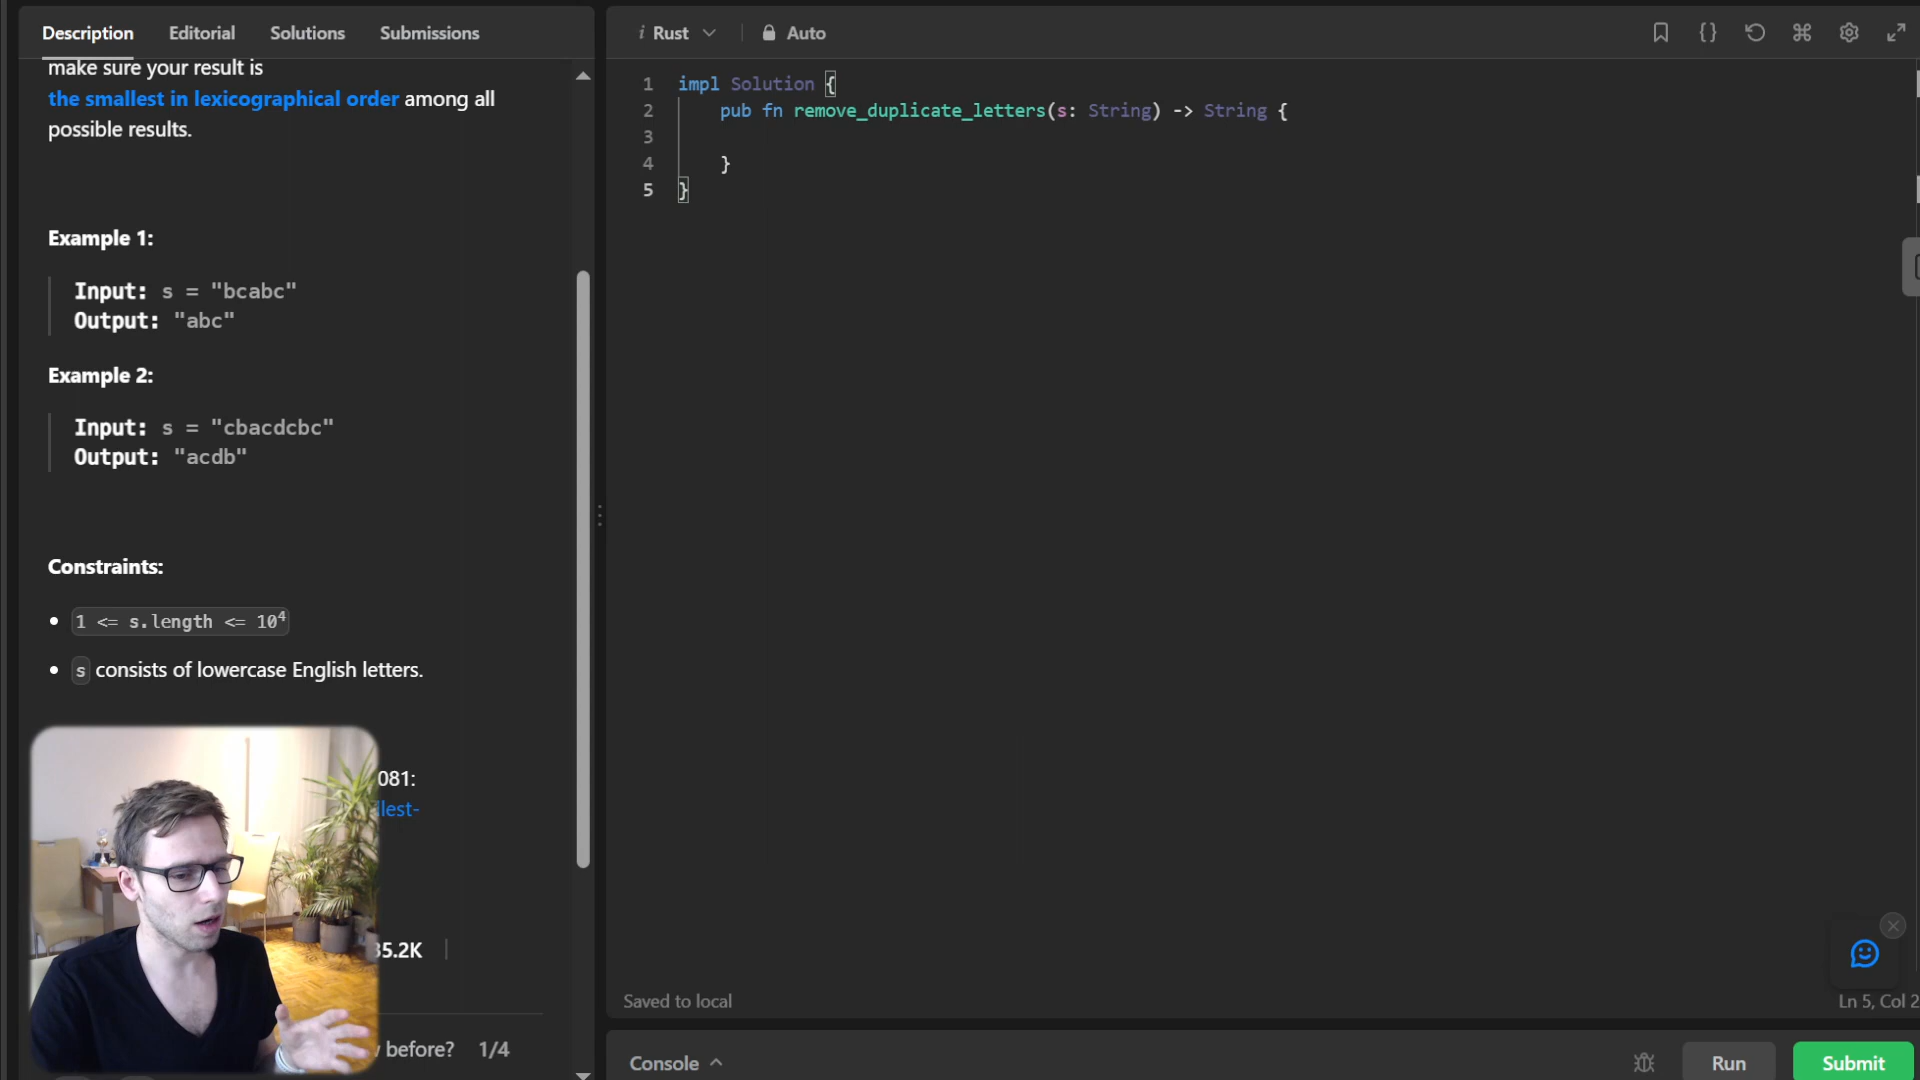 Description Editorial Solutions Submissions
make sure your result is
the smallest in lexicographical order among all
possible results.
Example 1:
Input: s = "bcabc"
Output: "abc"
Example 2:
Input: s = "cbacdcbc"
Output: "acdb"
Constraints:
1 <= s.length <= 10⁴
s consists of lowercase English letters.
081:
llest-
35.2K
before? 1/4
i Rust Auto
1 impl Solution {
2 pub fn remove_duplicate_letters(s: String) -> String {
3
4 }
5 }
Saved to local
Ln 5, Col 2
Console
Run
Submit